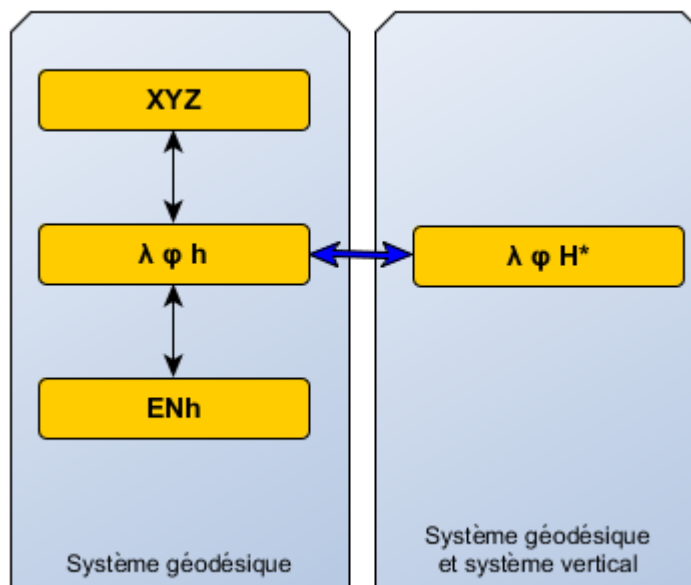 XYZ
λ φ h
λ φ H*
ENh
Système géodésique
Système géodésique
et système vertical